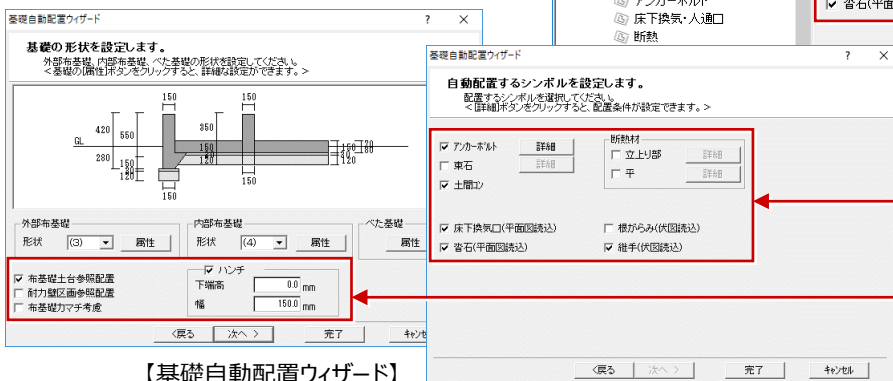 アンカーボルト
床下換気・人通口
断熱
沓石(平面
基礎自動配置ウィザード ? ×
基礎の形状を設定します。
外部布基礎、内部布基礎、べた基礎の形状を設定してください。
<基礎の[属性]ボタンをクリックすると、詳細な設定ができます。>
150 150
420 550 350
GL
280 150 120
150
150
外部布基礎
形状 (3) 属性
内部布基礎
形状 (4) 属性
べた基礎
属性
布基礎土台参照配置
耐力壁区画参照配置
布基礎カマチ考慮
ハンチ
下端高 0.0 mm
幅 150.0 mm
<戻る 次へ > 完了 キャンセ
【基礎自動配置ウィザード】
基礎自動配置ウィザード ? ×
自動配置するシンボルを設定します。
配置するシンボルを選択してください。
<[詳細]ボタンをクリックすると、配置条件が設定できます。>
アンカーボルト 詳細
束石 詳細
土間コン
断熱材
立上り部 詳細
平 詳細
床下換気口(平面図読込) 根がらみ(伏図読込)
沓石(平面図読込) 継手(伏図読込)
<戻る 次へ > 完了 キャンセル